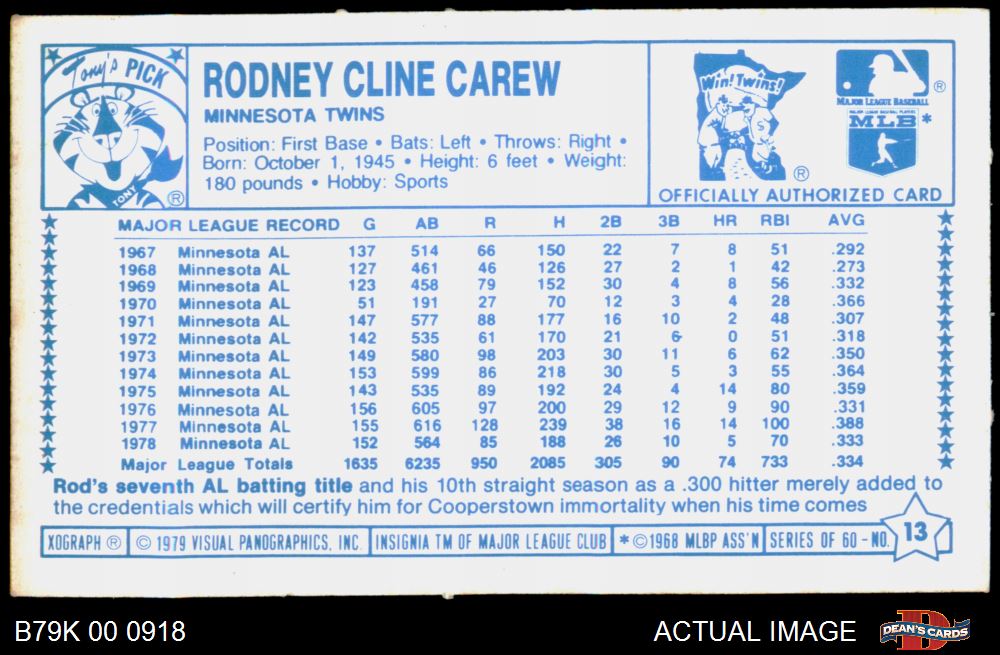 Tony's PICK
TONY
®
RODNEY CLINE CAREW
MINNESOTA TWINS
Position: First Base • Bats: Left • Throws: Right •
Born: October 1, 1945 • Height: 6 feet • Weight:
180 pounds • Hobby: Sports
Win! Twins!
®
MAJOR LEAGUE BASEBALL ®
MAJOR LEAGUE BASEBALL PLAYERS
MLB *
OFFICIALLY AUTHORIZED CARD
MAJOR LEAGUE RECORD G AB R H 2B 3B HR RBI AVG
1967 Minnesota AL 137 514 66 150 22 7 8 51 .292
1968 Minnesota AL 127 461 46 126 27 2 1 42 .273
1969 Minnesota AL 123 458 79 152 30 4 8 56 .332
1970 Minnesota AL 51 191 27 70 12 3 4 28 .366
1971 Minnesota AL 147 577 88 177 16 10 2 48 .307
1972 Minnesota AL 142 535 61 170 21 6 0 51 .318
1973 Minnesota AL 149 580 98 203 30 11 6 62 .350
1974 Minnesota AL 153 599 86 218 30 5 3 55 .364
1975 Minnesota AL 143 535 89 192 24 4 14 80 .359
1976 Minnesota AL 156 605 97 200 29 12 9 90 .331
1977 Minnesota AL 155 616 128 239 38 16 14 100 .388
1978 Minnesota AL 152 564 85 188 26 10 5 70 .333
Major League Totals 1635 6235 950 2085 305 90 74 733 .334
Rod's seventh AL batting title and his 10th straight season as a .300 hitter merely added to
the credentials which will certify him for Cooperstown immortality when his time comes
XOGRAPH ® © 1979 VISUAL PANOGRAPHICS, INC. INSIGNIA TM OF MAJOR LEAGUE CLUB * © 1968 MLBP ASS'N SERIES OF 60 - NO. 13
B79K 00 0918
ACTUAL IMAGE
D
DEAN'S CARDS